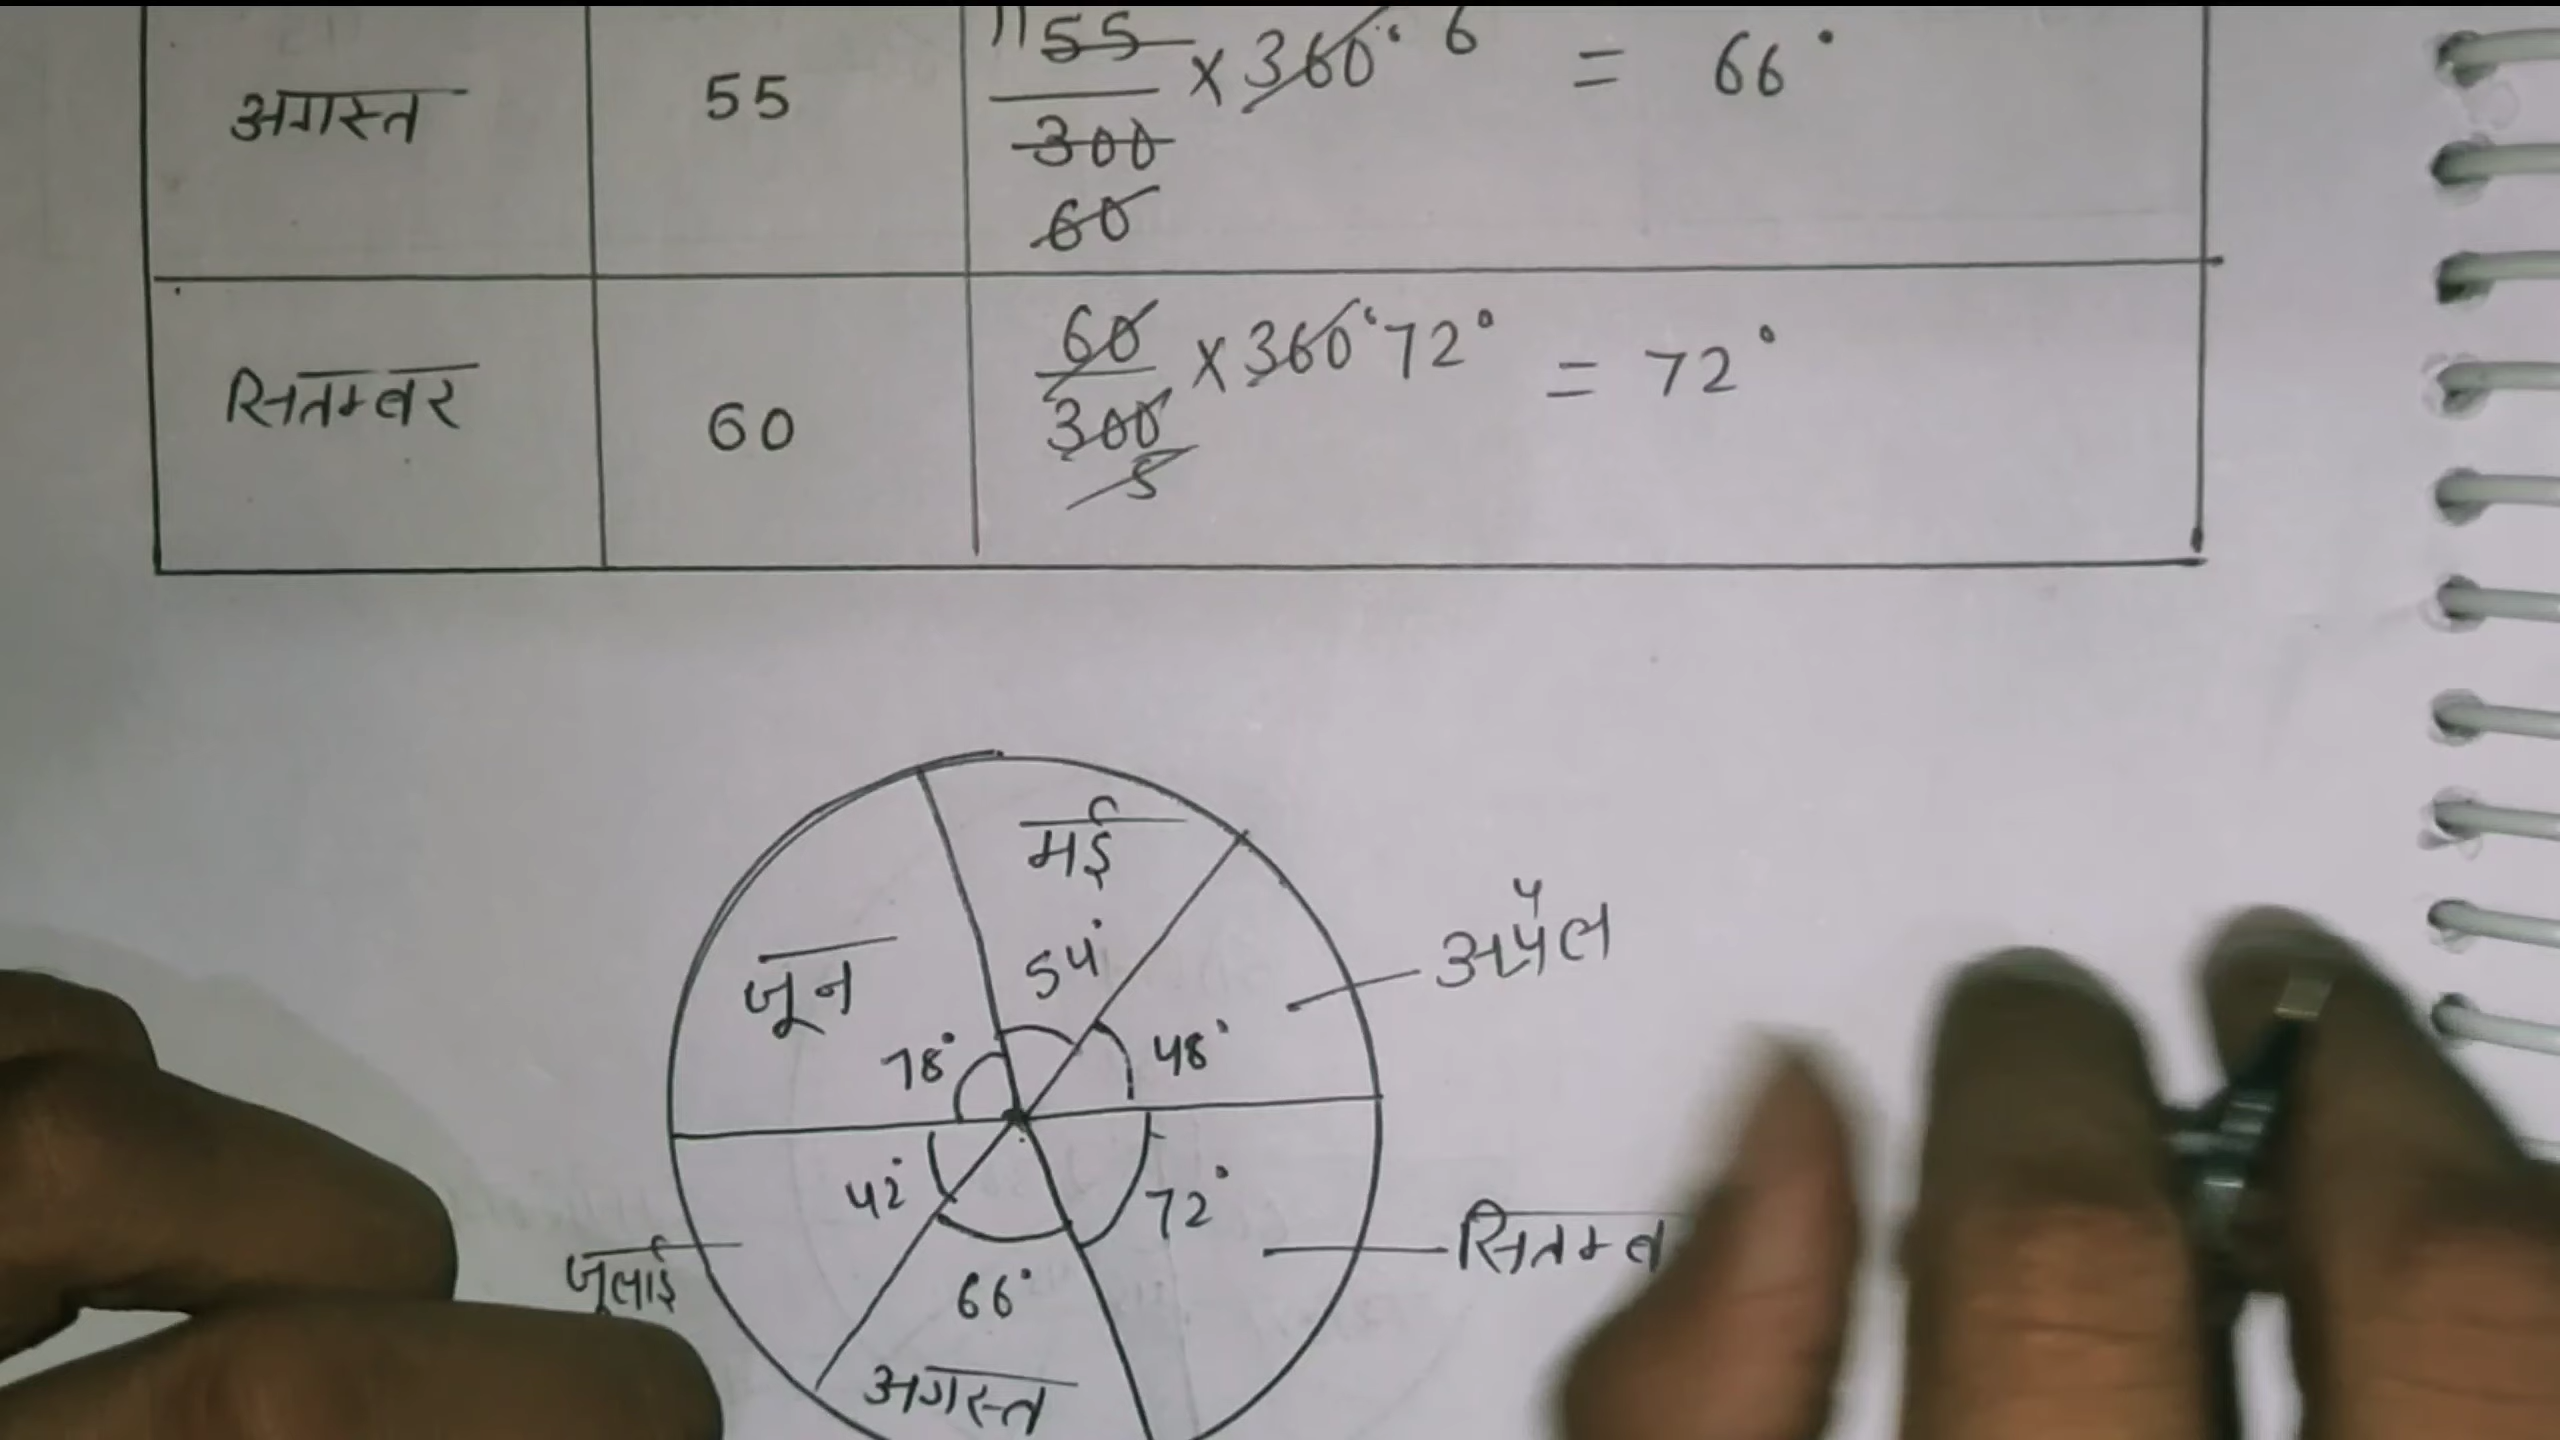 अगस्त 55 11 55/300 60 × 360° 6 = 66°
सितम्बर 60 60/300 5 × 360° 72° = 72°
मई
54°
जून
78°
48°
42°
72°
जूलाई
सितम्ब
66°
अगस्त